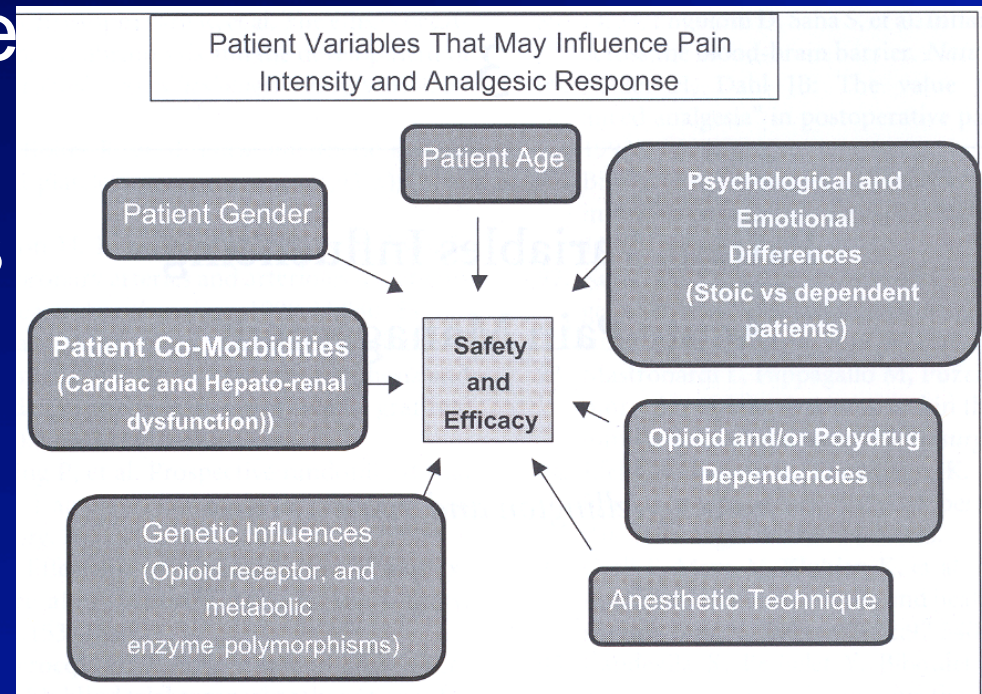 e
Patient Variables That May Influence Pain
Intensity and Analgesic Response
Patient Age
Patient Gender
Psychological and
Emotional
Differences
(Stoic vs dependent
patients)
Patient Co-Morbidities
(Cardiac and Hepato-renal
dysfunction))
Safety
and
Efficacy
Opioid and/or Polydrug
Dependencies
Genetic Influences
(Opioid receptor, and
metabolic
enzyme polymorphisms)
Anesthetic Technique